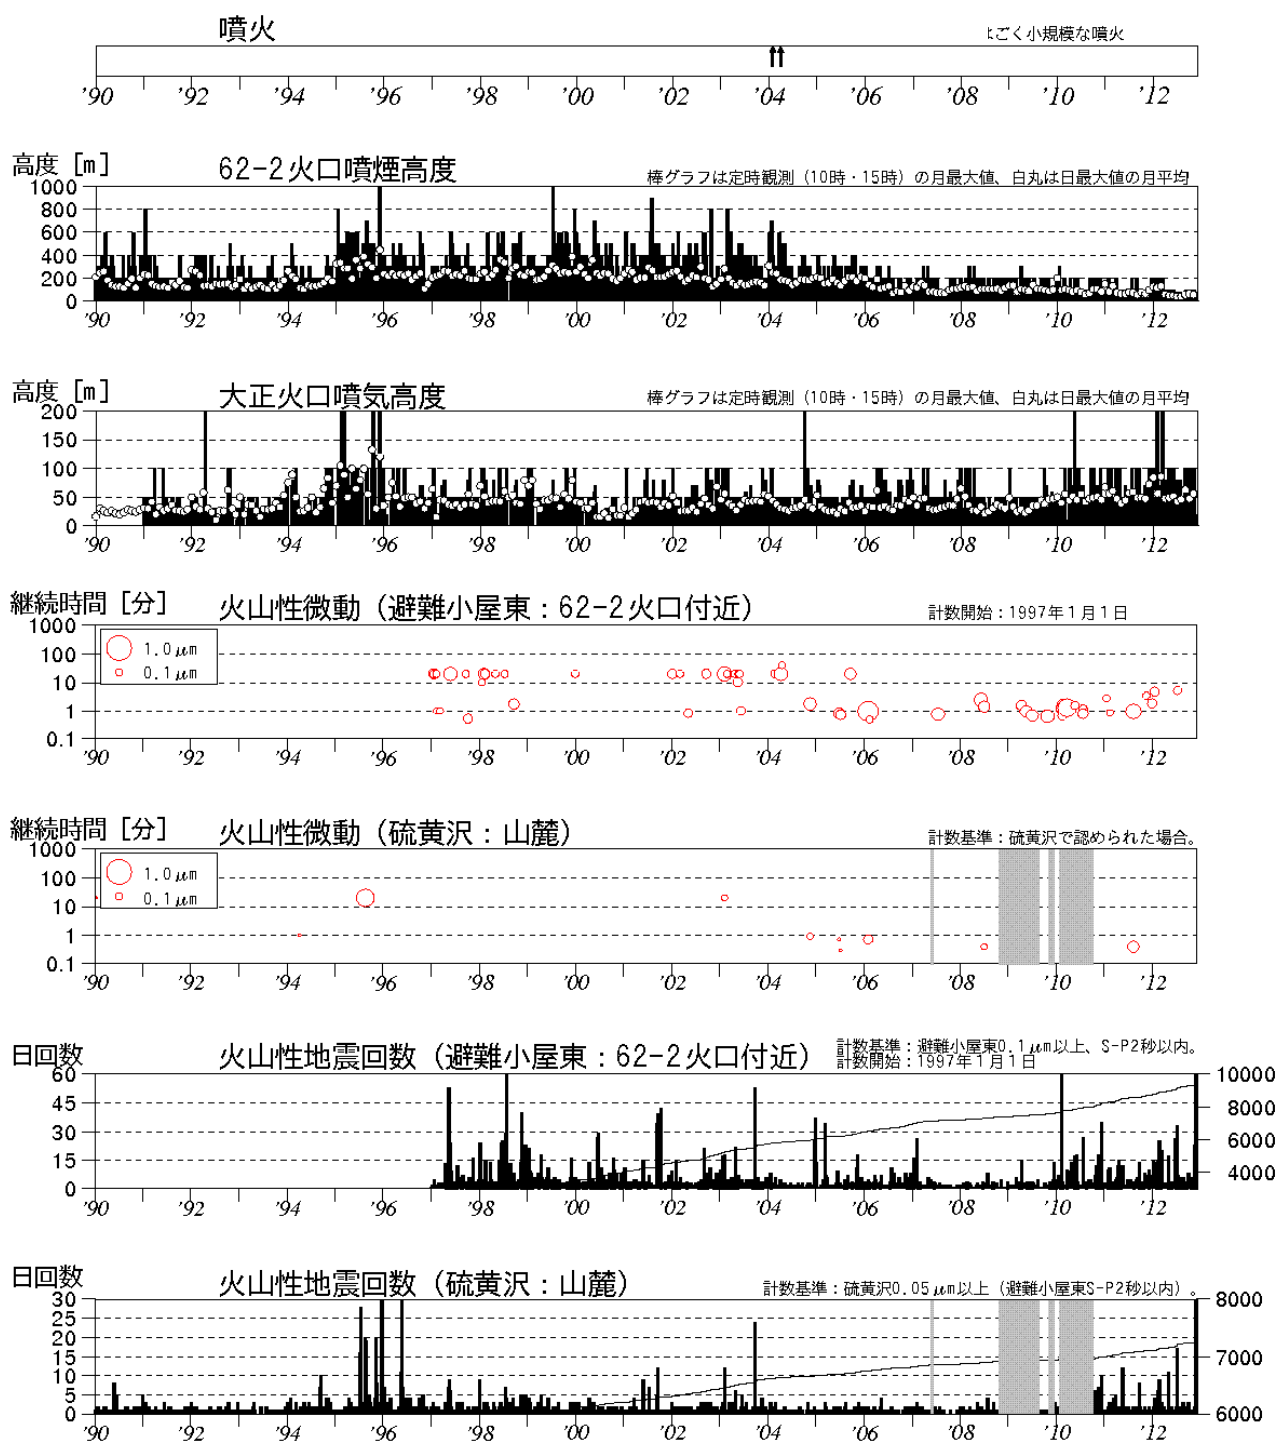 噴火
はごく小規模な噴火
'90 '92 '94 '96 '98 '00 '02 '04 '06 '08 '10 '12
高度 [m]
62-2火口噴煙高度
棒グラフは定時観測(10時・15時)の月最大値、白丸は日最大値の月平均
1000
800
600
400
200
0
'90 '92 '94 '96 '98 '00 '02 '04 '06 '08 '10 '12
高度 [m]
大正火口噴気高度
棒グラフは定時観測(10時・15時)の月最大値、白丸は日最大値の月平均
200
150
100
50
0
'90 '92 '94 '96 '98 '00 '02 '04 '06 '08 '10 '12
継続時間 [分]
火山性微動(避難小屋東:62-2火口付近)
計数開始:1997年1月1日
1000
100
10
1
0.1
1.0μm
0.1μm
'90 '92 '94 '96 '98 '00 '02 '04 '06 '08 '10 '12
継続時間 [分]
火山性微動(硫黄沢:山麓)
計数基準:硫黄沢で認められた場合。
1000
100
10
1
0.1
1.0μm
0.1μm
'90 '92 '94 '96 '98 '00 '02 '04 '06 '08 '10 '12
日回数
火山性地震回数(避難小屋東:62-2火口付近)
計数基準:避難小屋東0.1μm以上、S-P2秒以内。
計数開始:1997年1月1日
60
45
30
15
0
10000
8000
6000
4000
'90 '92 '94 '96 '98 '00 '02 '04 '06 '08 '10 '12
日回数
火山性地震回数(硫黄沢:山麓)
計数基準:硫黄沢0.05μm以上(避難小屋東S-P2秒以内)。
30
25
20
15
10
5
0
8000
7000
6000
'90 '92 '94 '96 '98 '00 '02 '04 '06 '08 '10 '12